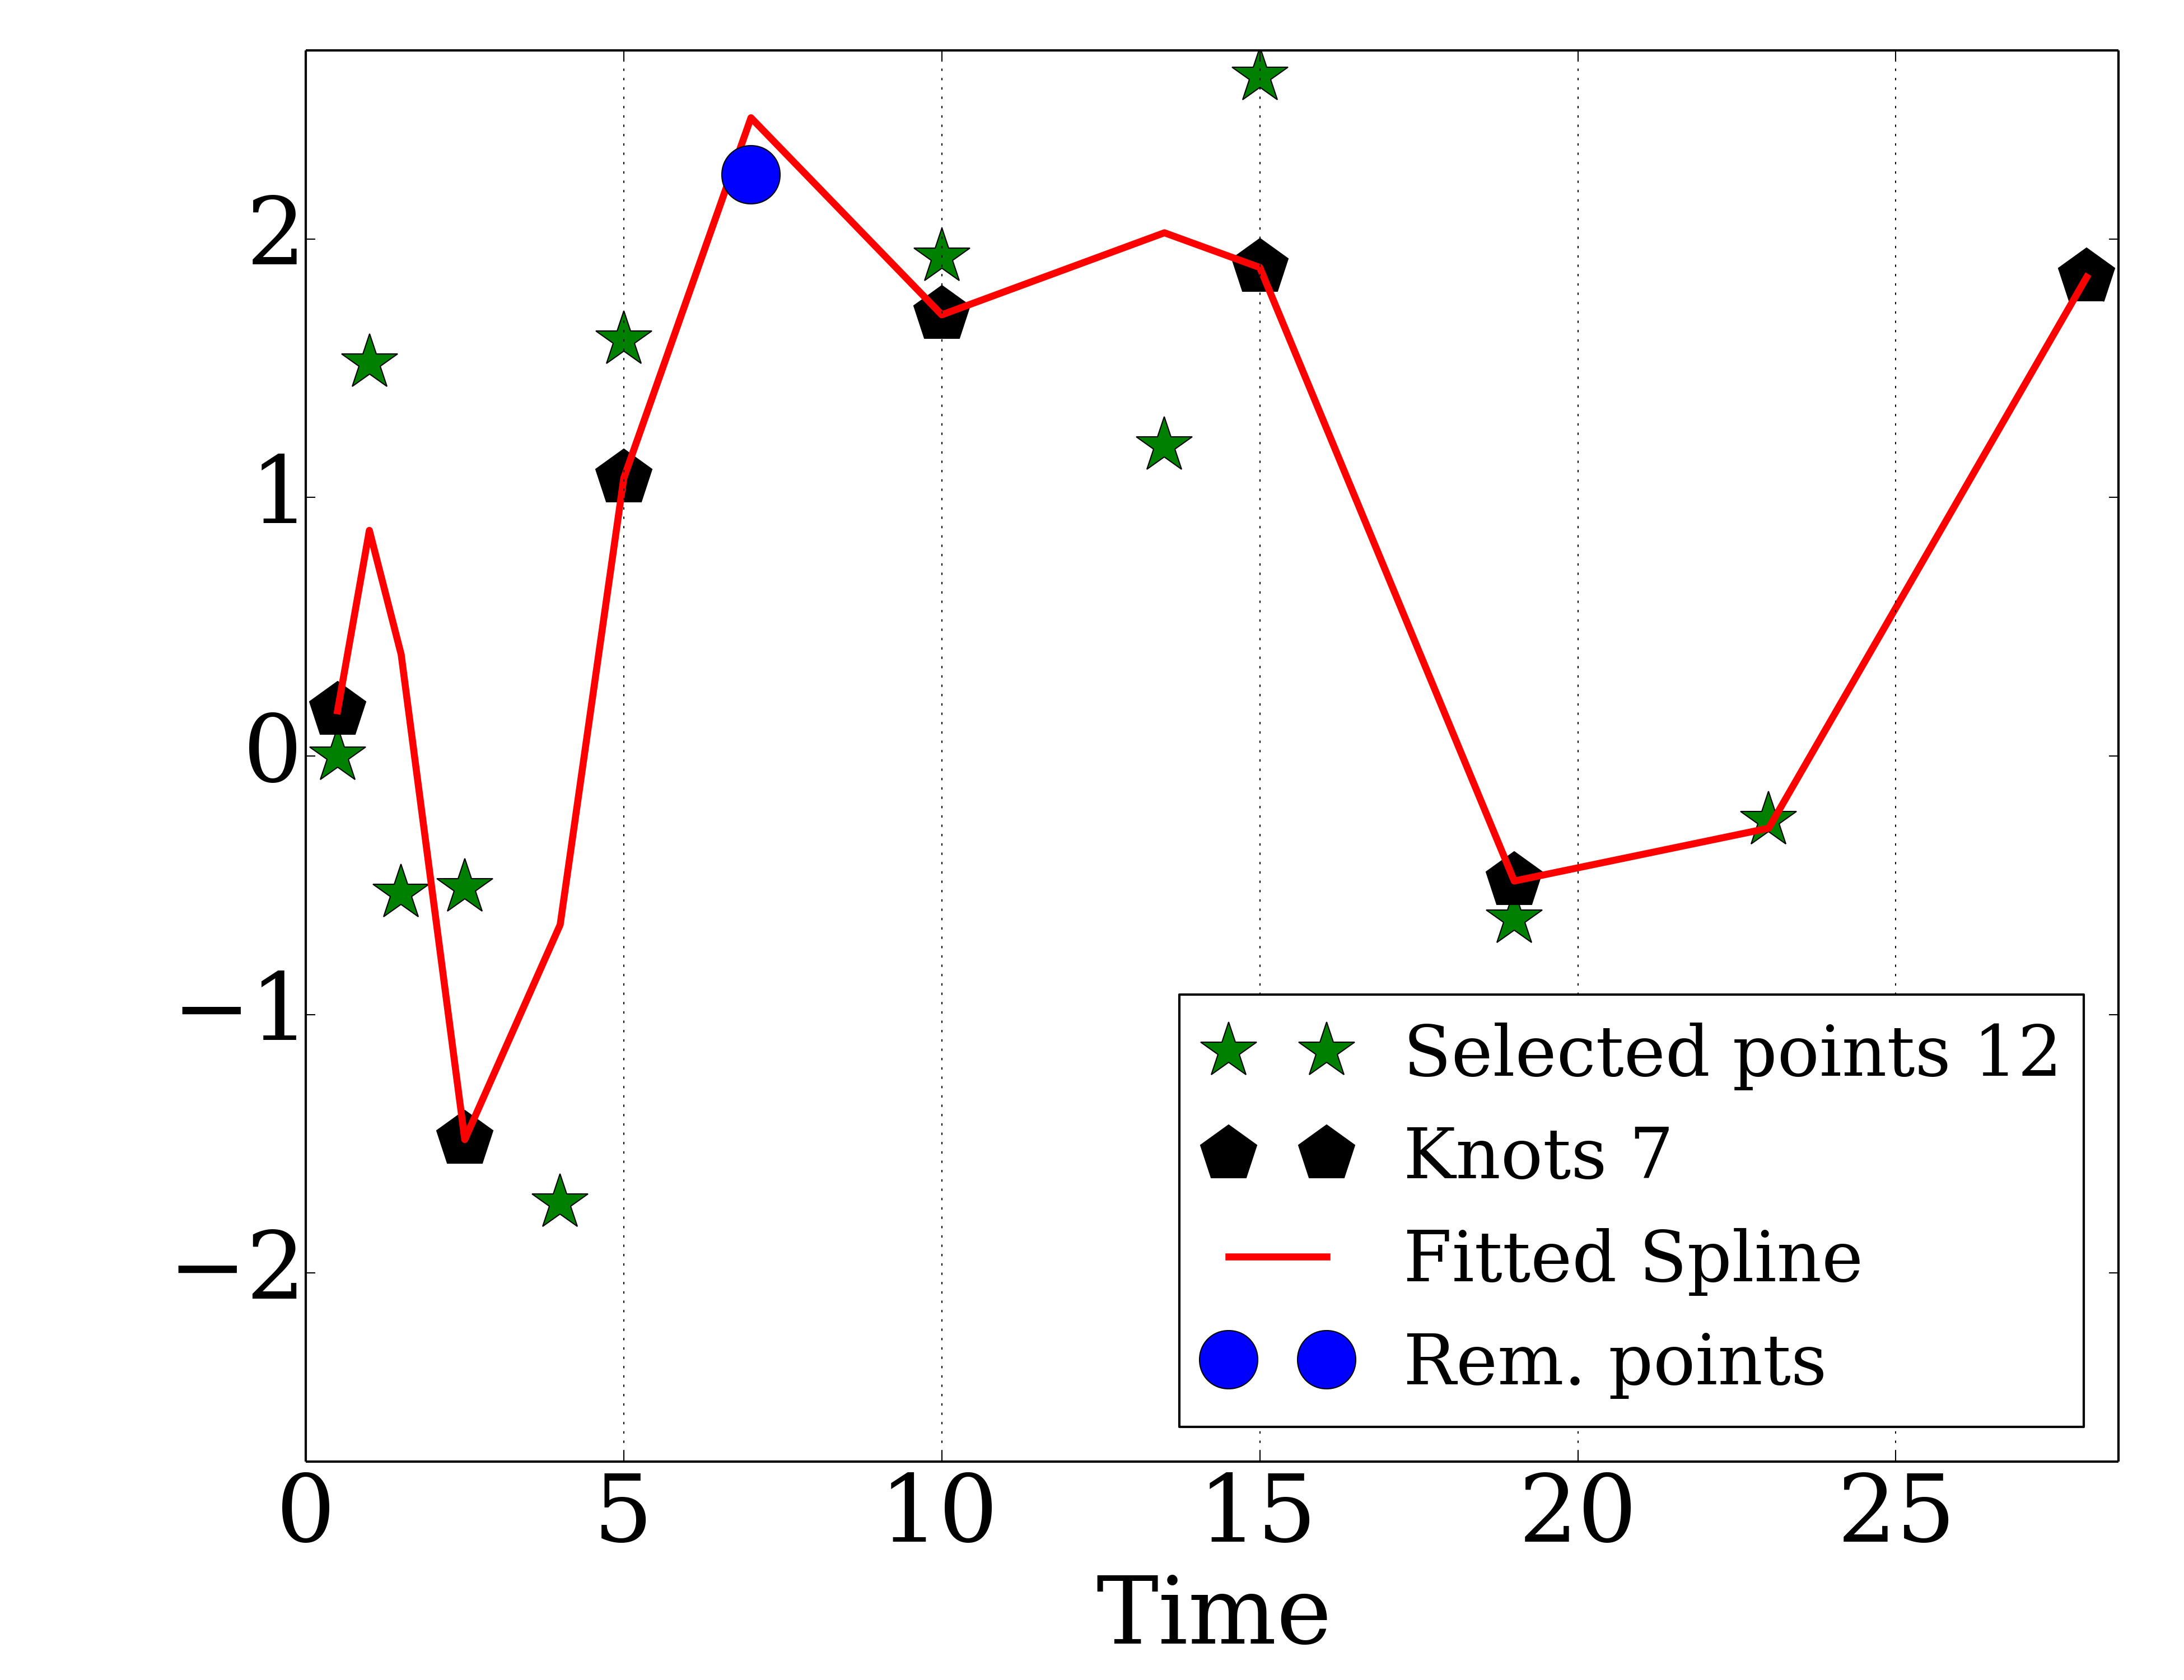 2
1
0
−1
−2
Selected points 12
Knots 7
Fitted Spline
Rem. points
0 5 10 15 20 25
Time